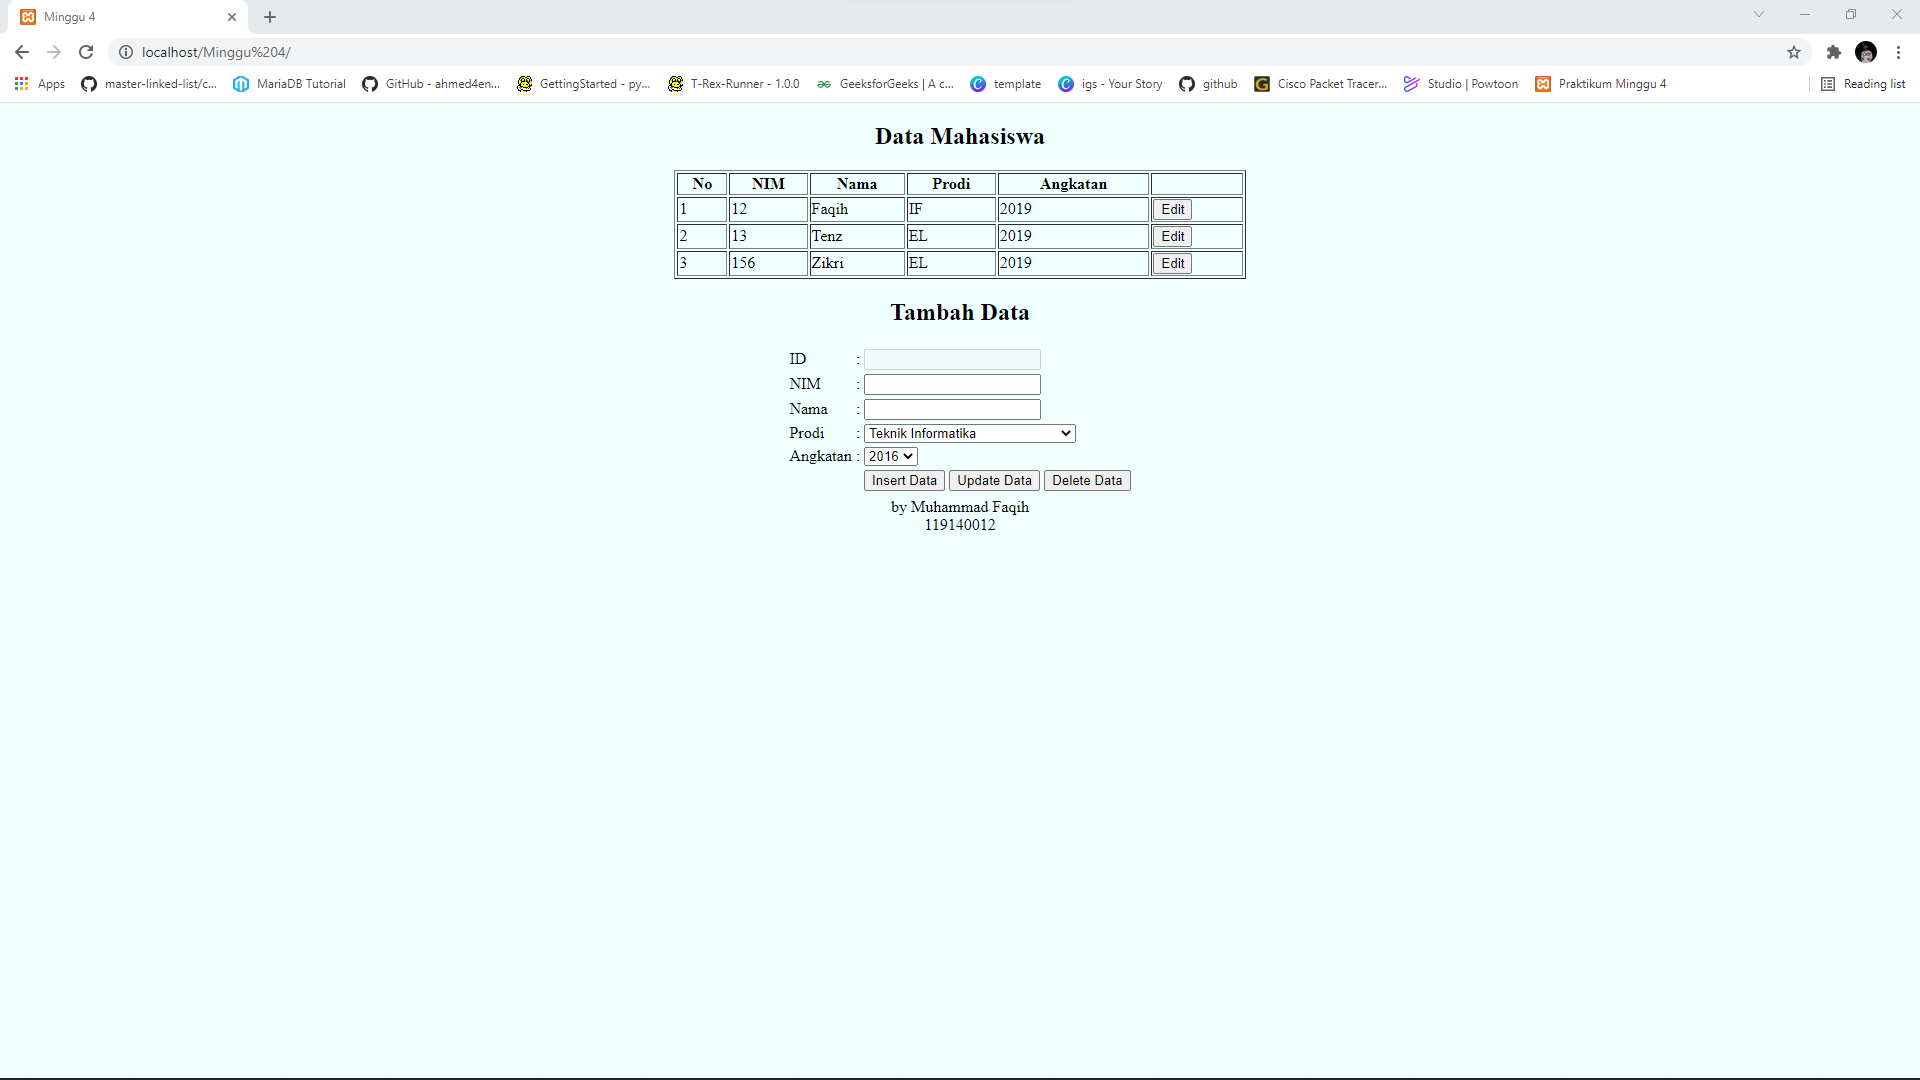 Minggu 4
localhost/Minggu%204/
Apps master-linked-list/c... MariaDB Tutorial GitHub - ahmed4en... GettingStarted - py... T-Rex-Runner - 1.0.0 GeeksforGeeks | A c... template igs - Your Story github Cisco Packet Tracer... Studio | Powtoon Praktikum Minggu 4 Reading list
Data Mahasiswa
No NIM Nama Prodi Angkatan
1 12 Faqih IF 2019 Edit
2 13 Tenz EL 2019 Edit
3 156 Zikri EL 2019 Edit
Tambah Data
ID :
NIM :
Nama :
Prodi : Teknik Informatika
Angkatan : 2016
Insert Data Update Data Delete Data
by Muhammad Faqih
119140012